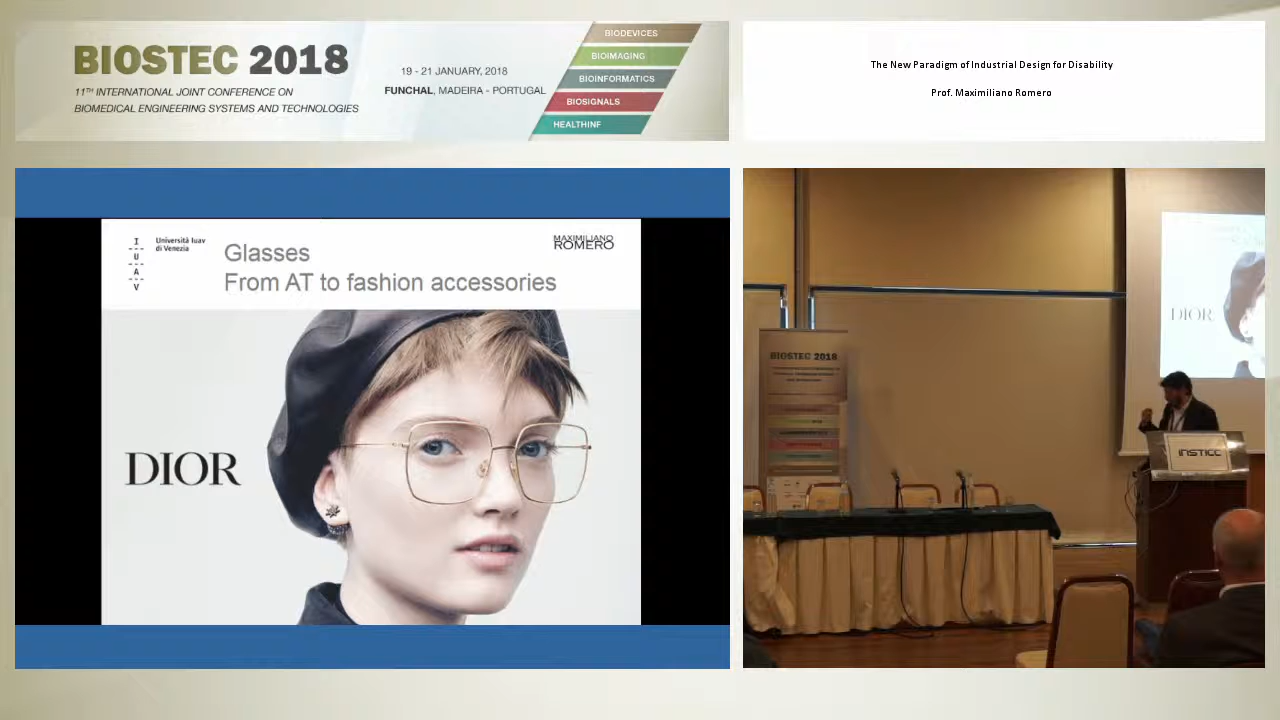 BIOSTEC 2018
11TH INTERNATIONAL JOINT CONFERENCE ON
BIOMEDICAL ENGINEERING SYSTEMS AND TECHNOLOGIES
19 - 21 JANUARY, 2018
FUNCHAL, MADEIRA - PORTUGAL
BIODEVICES
BIOIMAGING
BIOINFORMATICS
BIOSIGNALS
HEALTHINF
The New Paradigm of Industrial Design for Disability
Prof. Maximiliano Romero
I
U
A
V
Università Iuav
di Venezia
Glasses
From AT to fashion accessories
MAXIMILIANO
ROMERO
DIOR
DIOR
BIOSTEC 2018
INSTICC